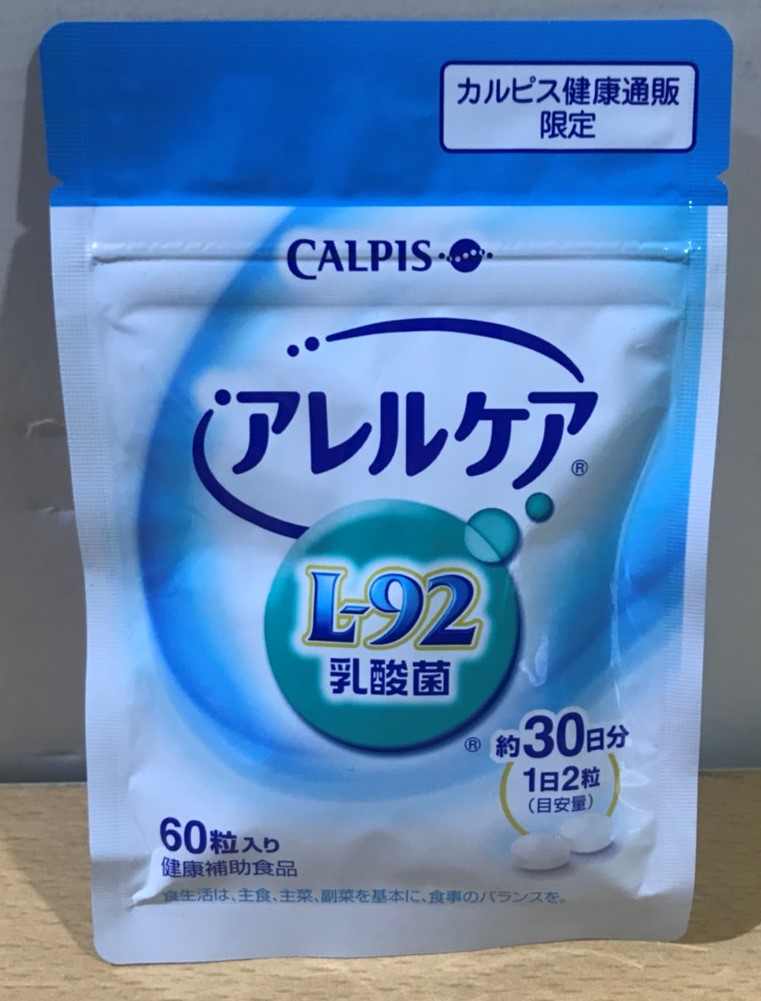 カルピス健康通販
限定
CALPIS
アレルケア®
L-92
乳酸菌
®
約30日分
1日2粒
(目安量)
60粒入り
健康補助食品
食生活は、主食、主菜、副菜を基本に、食事のバランスを。